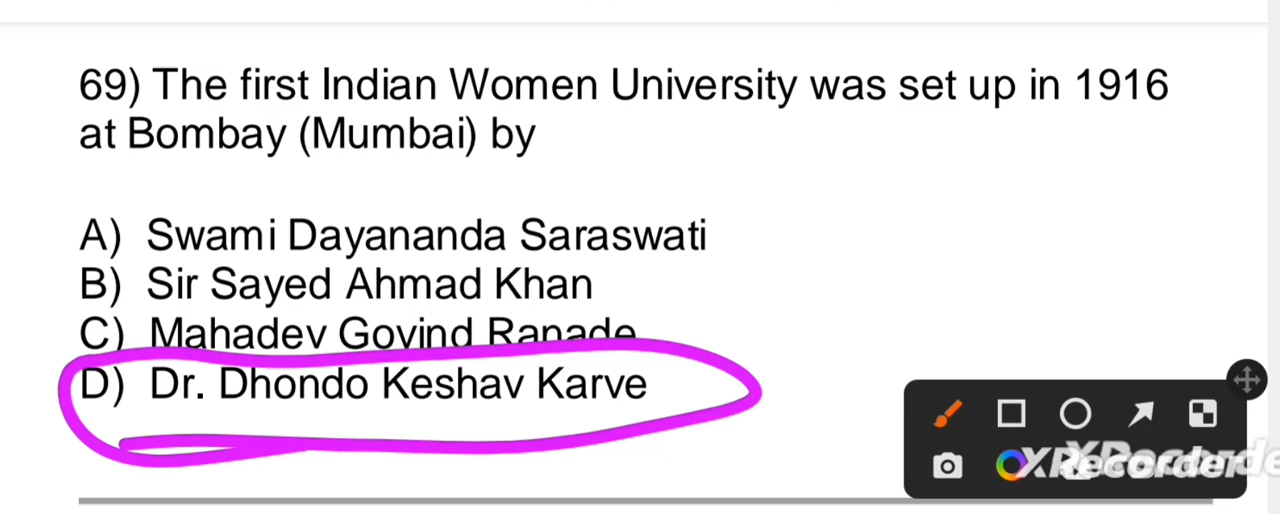 69) The first Indian Women University was set up in 1916
at Bombay (Mumbai) by
A) Swami Dayananda Saraswati
B) Sir Sayed Ahmad Khan
C) Mahadev Govind Ranade
D) Dr. Dhondo Keshav Karve
XRecorder